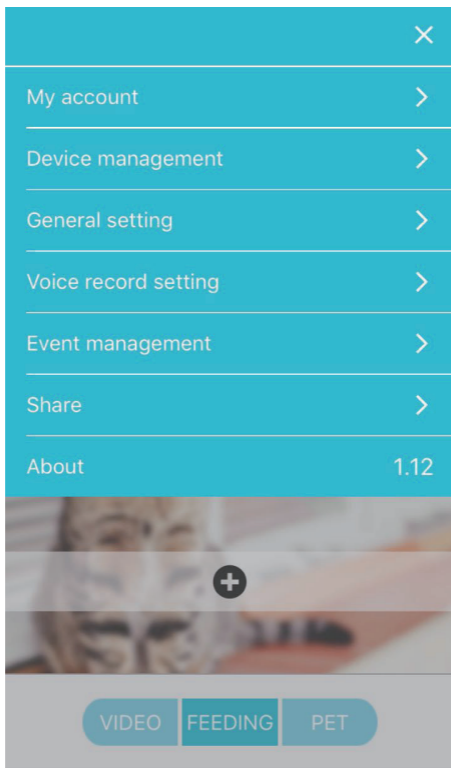 My account
Device management
General setting
Voice record setting
Event management
Share
About 1.12
VIDEO FEEDING PET